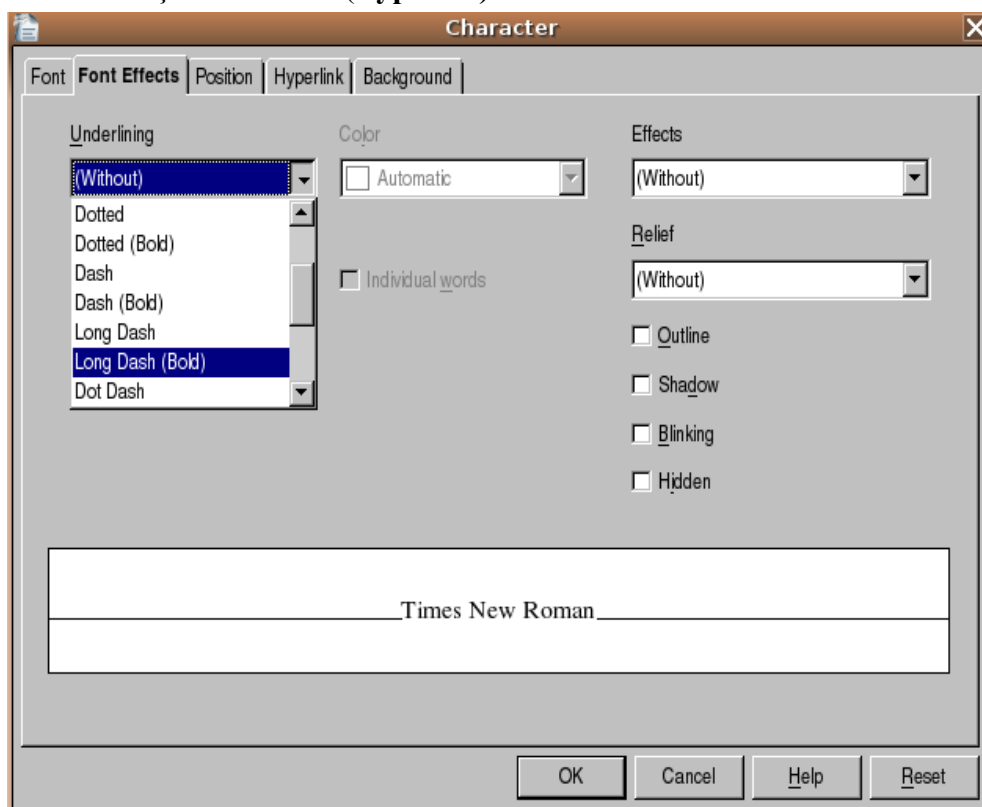 Character
Font Font Effects Position Hyperlink Background
Underlining Color Effects
(Without) Automatic (Without)
Dotted
Dotted (Bold) Relief
Dash Individual words (Without)
Dash (Bold)
Long Dash Outline
Long Dash (Bold)
Dot Dash Shadow
Blinking
Hidden
Times New Roman
OK Cancel Help Reset